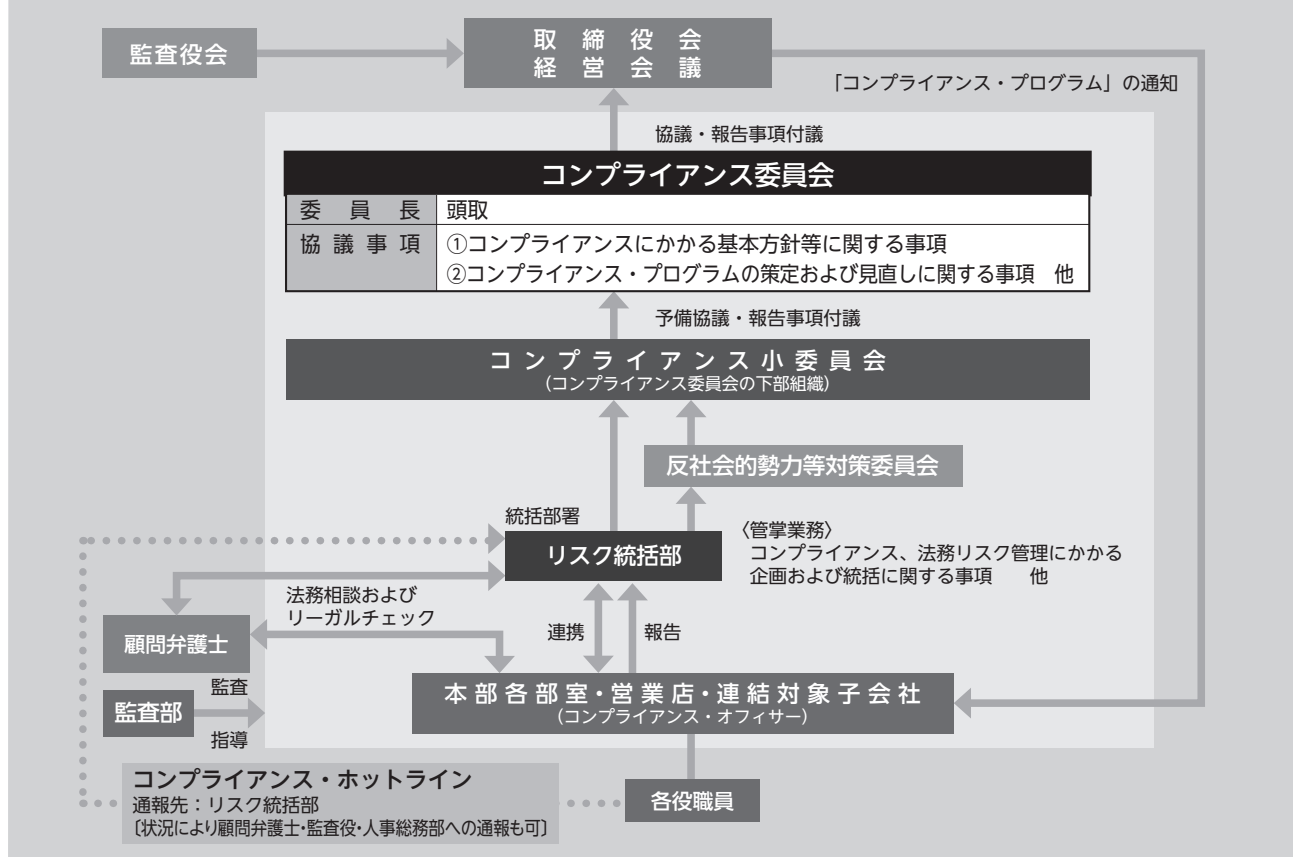 監査役会
取締役会
経営会議
「コンプライアンス・プログラム」の通知
協議・報告事項付議
コンプライアンス委員会
委員長 頭取
協議事項 ①コンプライアンスにかかる基本方針等に関する事項
②コンプライアンス・プログラムの策定および見直しに関する事項　他
予備協議・報告事項付議
コンプライアンス小委員会
(コンプライアンス委員会の下部組織)
反社会的勢力等対策委員会
統括部署
リスク統括部
〈管掌業務〉
コンプライアンス、法務リスク管理にかかる
企画および統括に関する事項　他
法務相談および
リーガルチェック
顧問弁護士
連携
報告
監査
監査部
指導
本部各部室・営業店・連結対象子会社
(コンプライアンス・オフィサー)
コンプライアンス・ホットライン
通報先：リスク統括部
〔状況により顧問弁護士・監査役・人事総務部への通報も可〕
各役職員